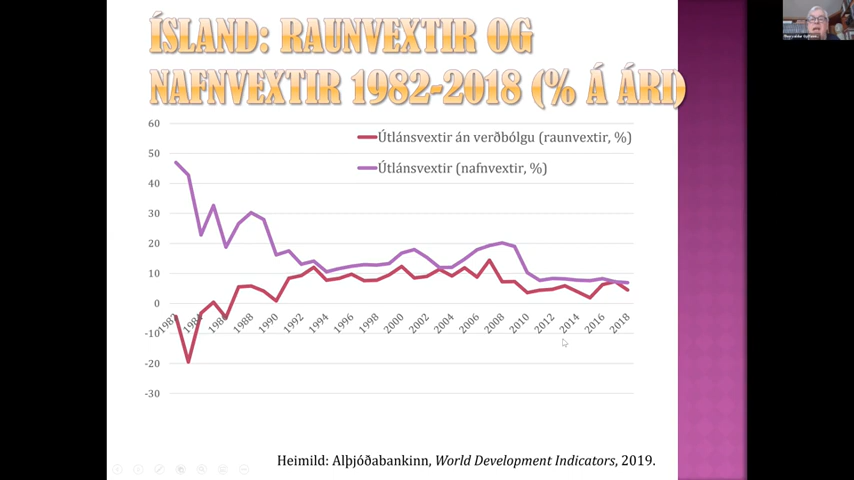 ÍSLAND: RAUNVEXTIR OG
NAFNVEXTIR 1982-2018 (% Á ÁRI)
60
Útlánsvextir án verðbólgu (raunvextir, %)
50
Útlánsvextir (nafnvextir, %)
40
30
20
10
0
-10
-20
-30
1982 1984 1986 1988 1990 1992 1994 1996 1998 2000 2002 2004 2006 2008 2010 2012 2014 2016 2018
Heimild: Alþjóðabankinn, World Development Indicators, 2019.